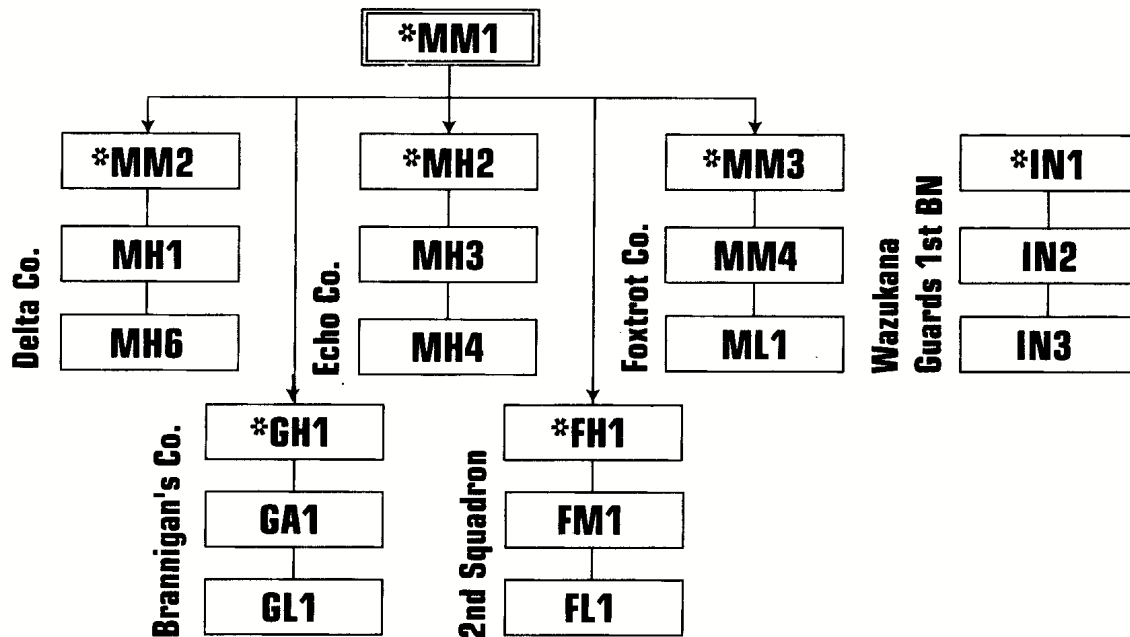 *MM1
Delta Co.
*MM2
MH1
MH6
Echo Co.
*MH2
MH3
MH4
Foxtrot Co.
*MM3
MM4
ML1
Wazukana
Guards 1st BN
*IN1
IN2
IN3
Brannigan's Co.
*GH1
GA1
GL1
2nd Squadron
*FH1
FM1
FL1